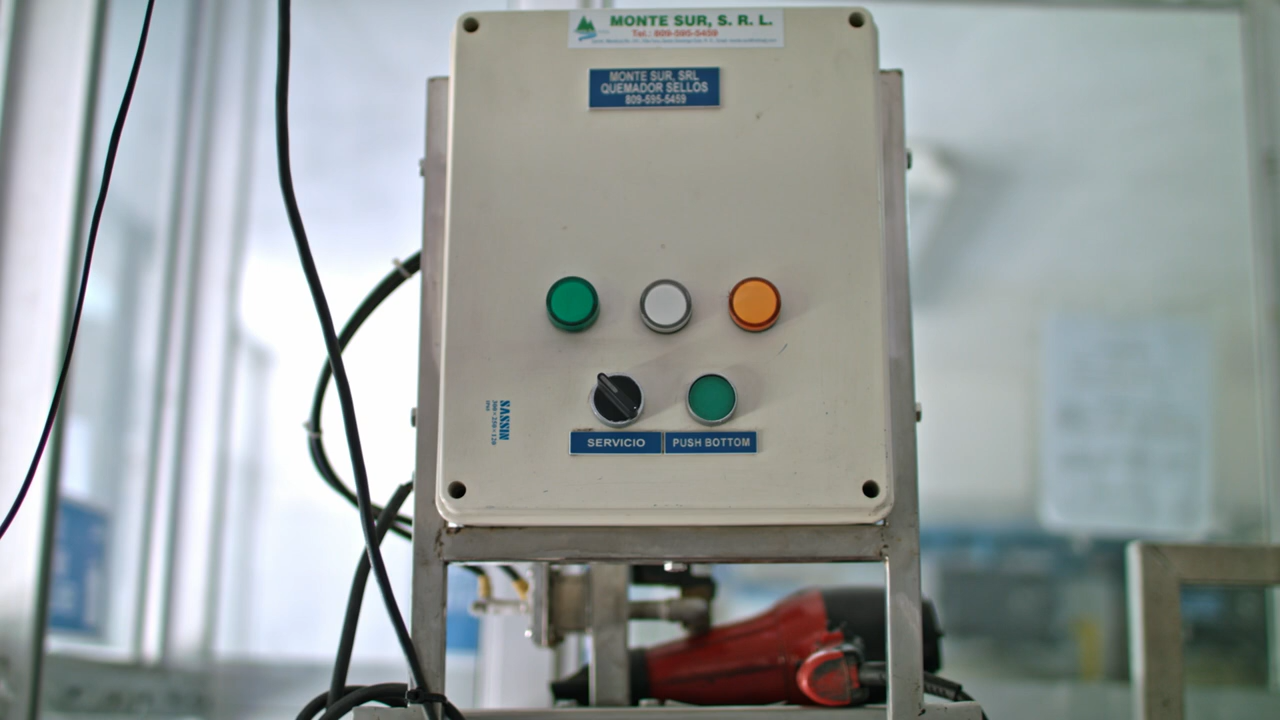 MONTE SUR, S. R. L.
Tel.: 809-595-5459
MONTE SUR, SRL
QUEMADOR SELLOS
809-595-5459
SASSIN
SERVICIO
PUSH BOTTOM